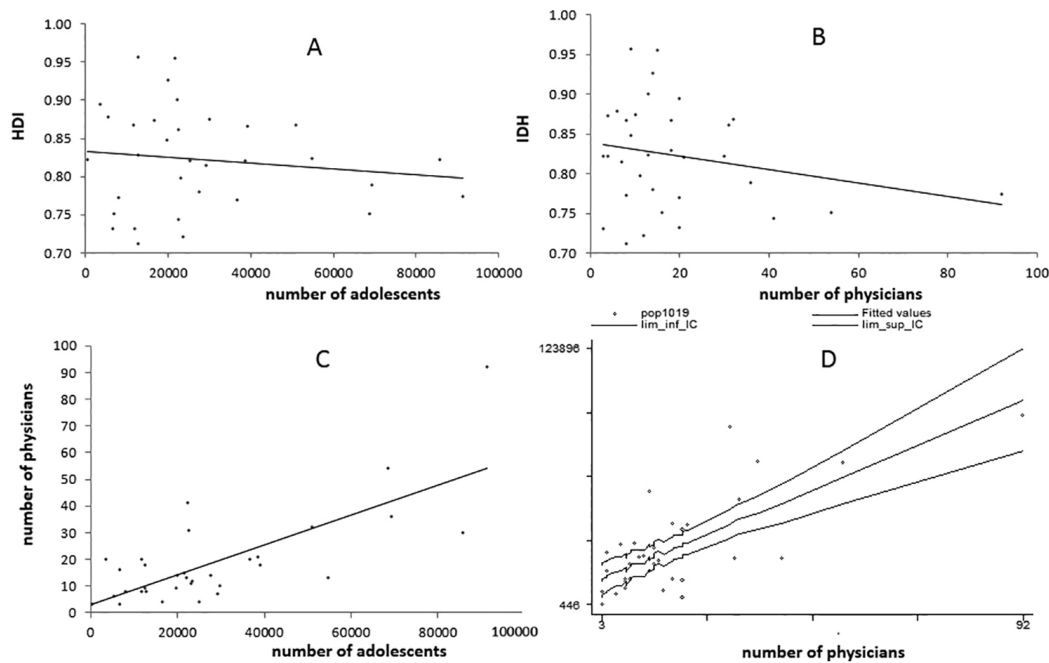 A
HDI
1.00
0.95
0.90
0.85
0.80
0.75
0.70
0 20000 40000 60000 80000 100000
number of adolescents
B
IDH
1.00
0.95
0.90
0.85
0.80
0.75
0.70
0 20 40 60 80 100
number of physicians
C
number of physicians
100
90
80
70
60
50
40
30
20
10
0
0 20000 40000 60000 80000 100000
number of adolescents
pop1019 Fitted values
lim_inf_IC lim_sup_IC
D
123896
446
3 92
number of physicians